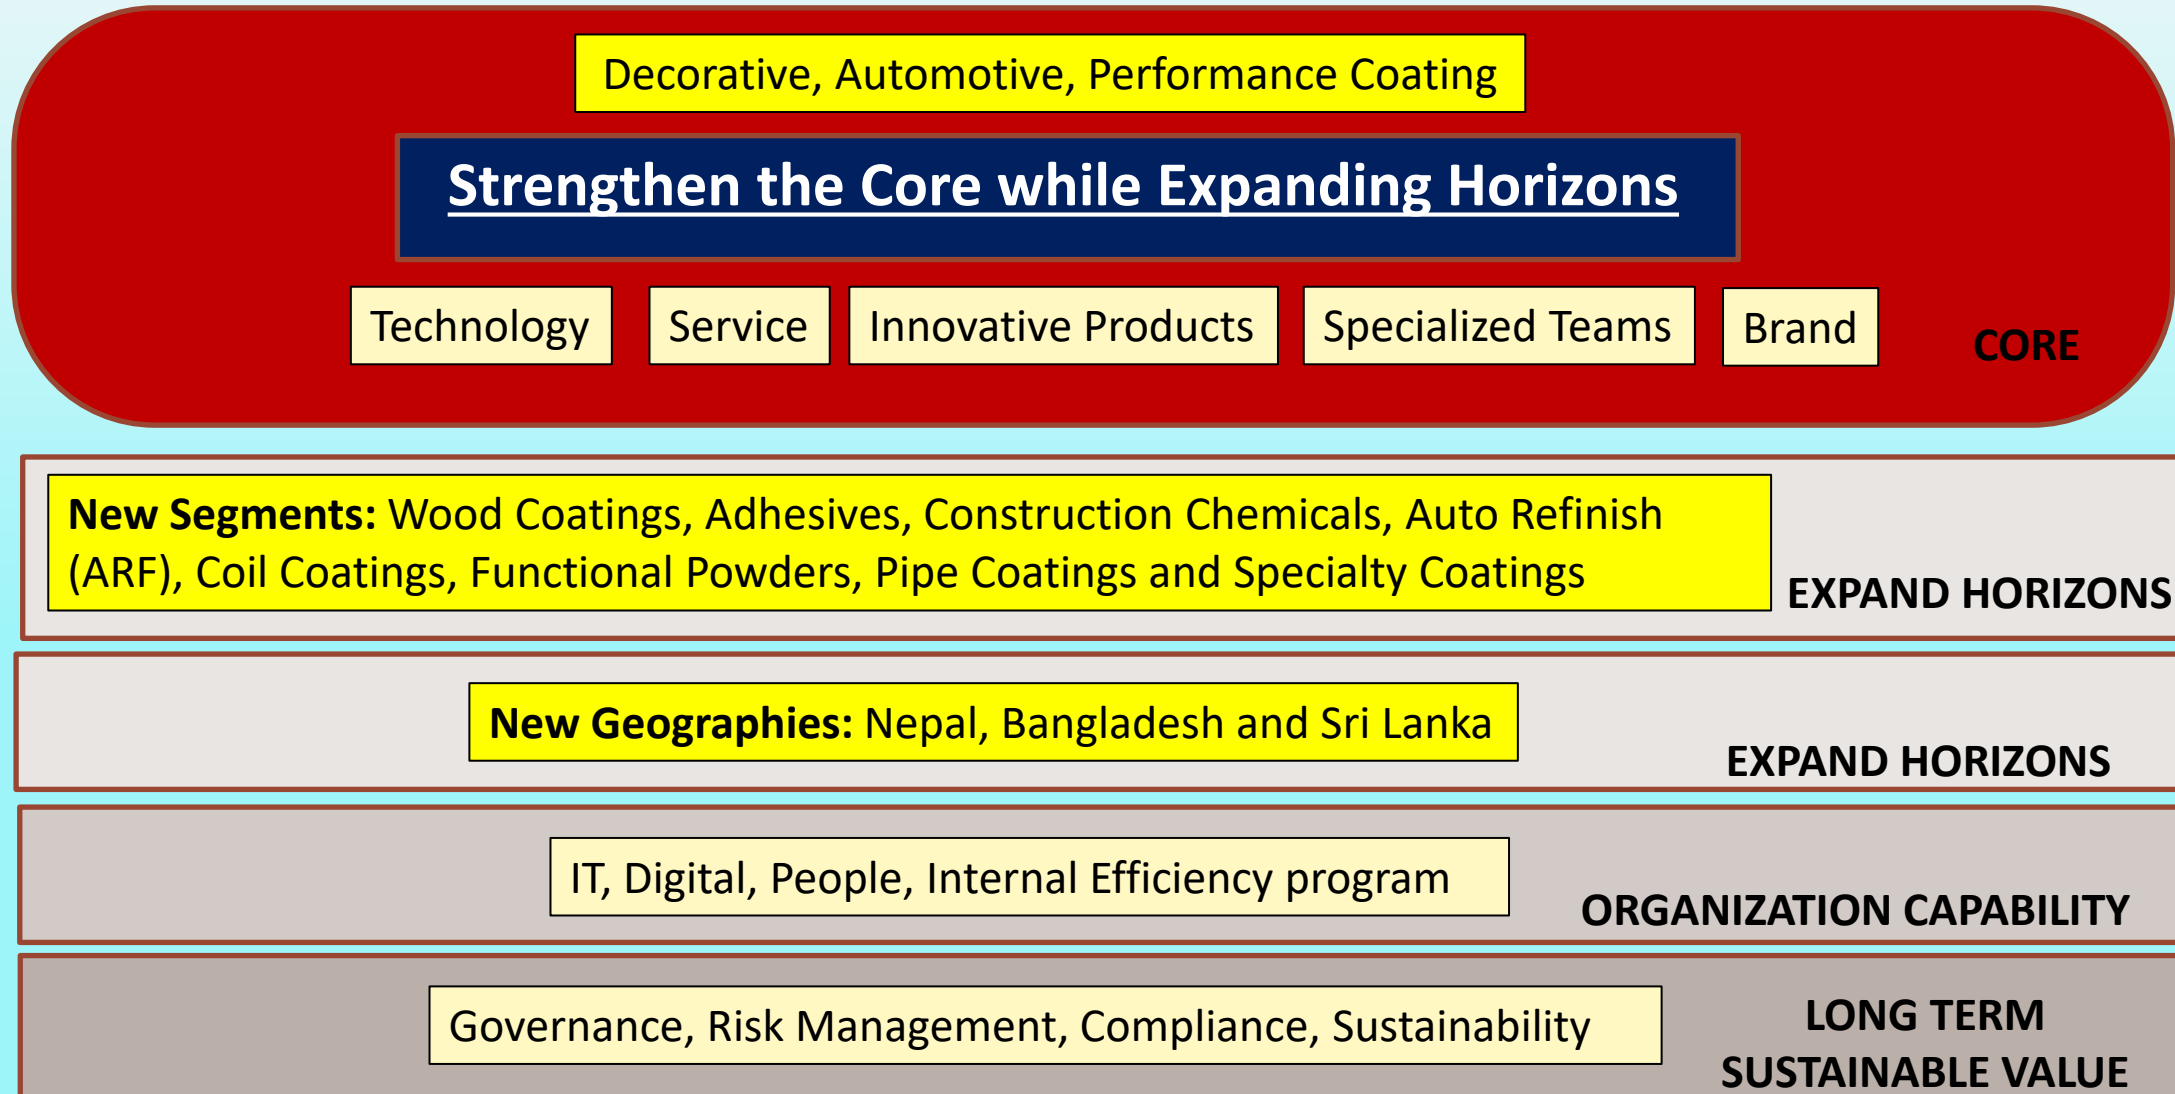 Decorative, Automotive, Performance Coating
Strengthen the Core while Expanding Horizons
Technology
Service
Innovative Products
Specialized Teams
Brand
CORE
New Segments: Wood Coatings, Adhesives, Construction Chemicals, Auto Refinish
(ARF), Coil Coatings, Functional Powders, Pipe Coatings and Specialty Coatings
EXPAND HORIZONS
New Geographies: Nepal, Bangladesh and Sri Lanka
EXPAND HORIZONS
IT, Digital, People, Internal Efficiency program
ORGANIZATION CAPABILITY
Governance, Risk Management, Compliance, Sustainability
LONG TERM
SUSTAINABLE VALUE